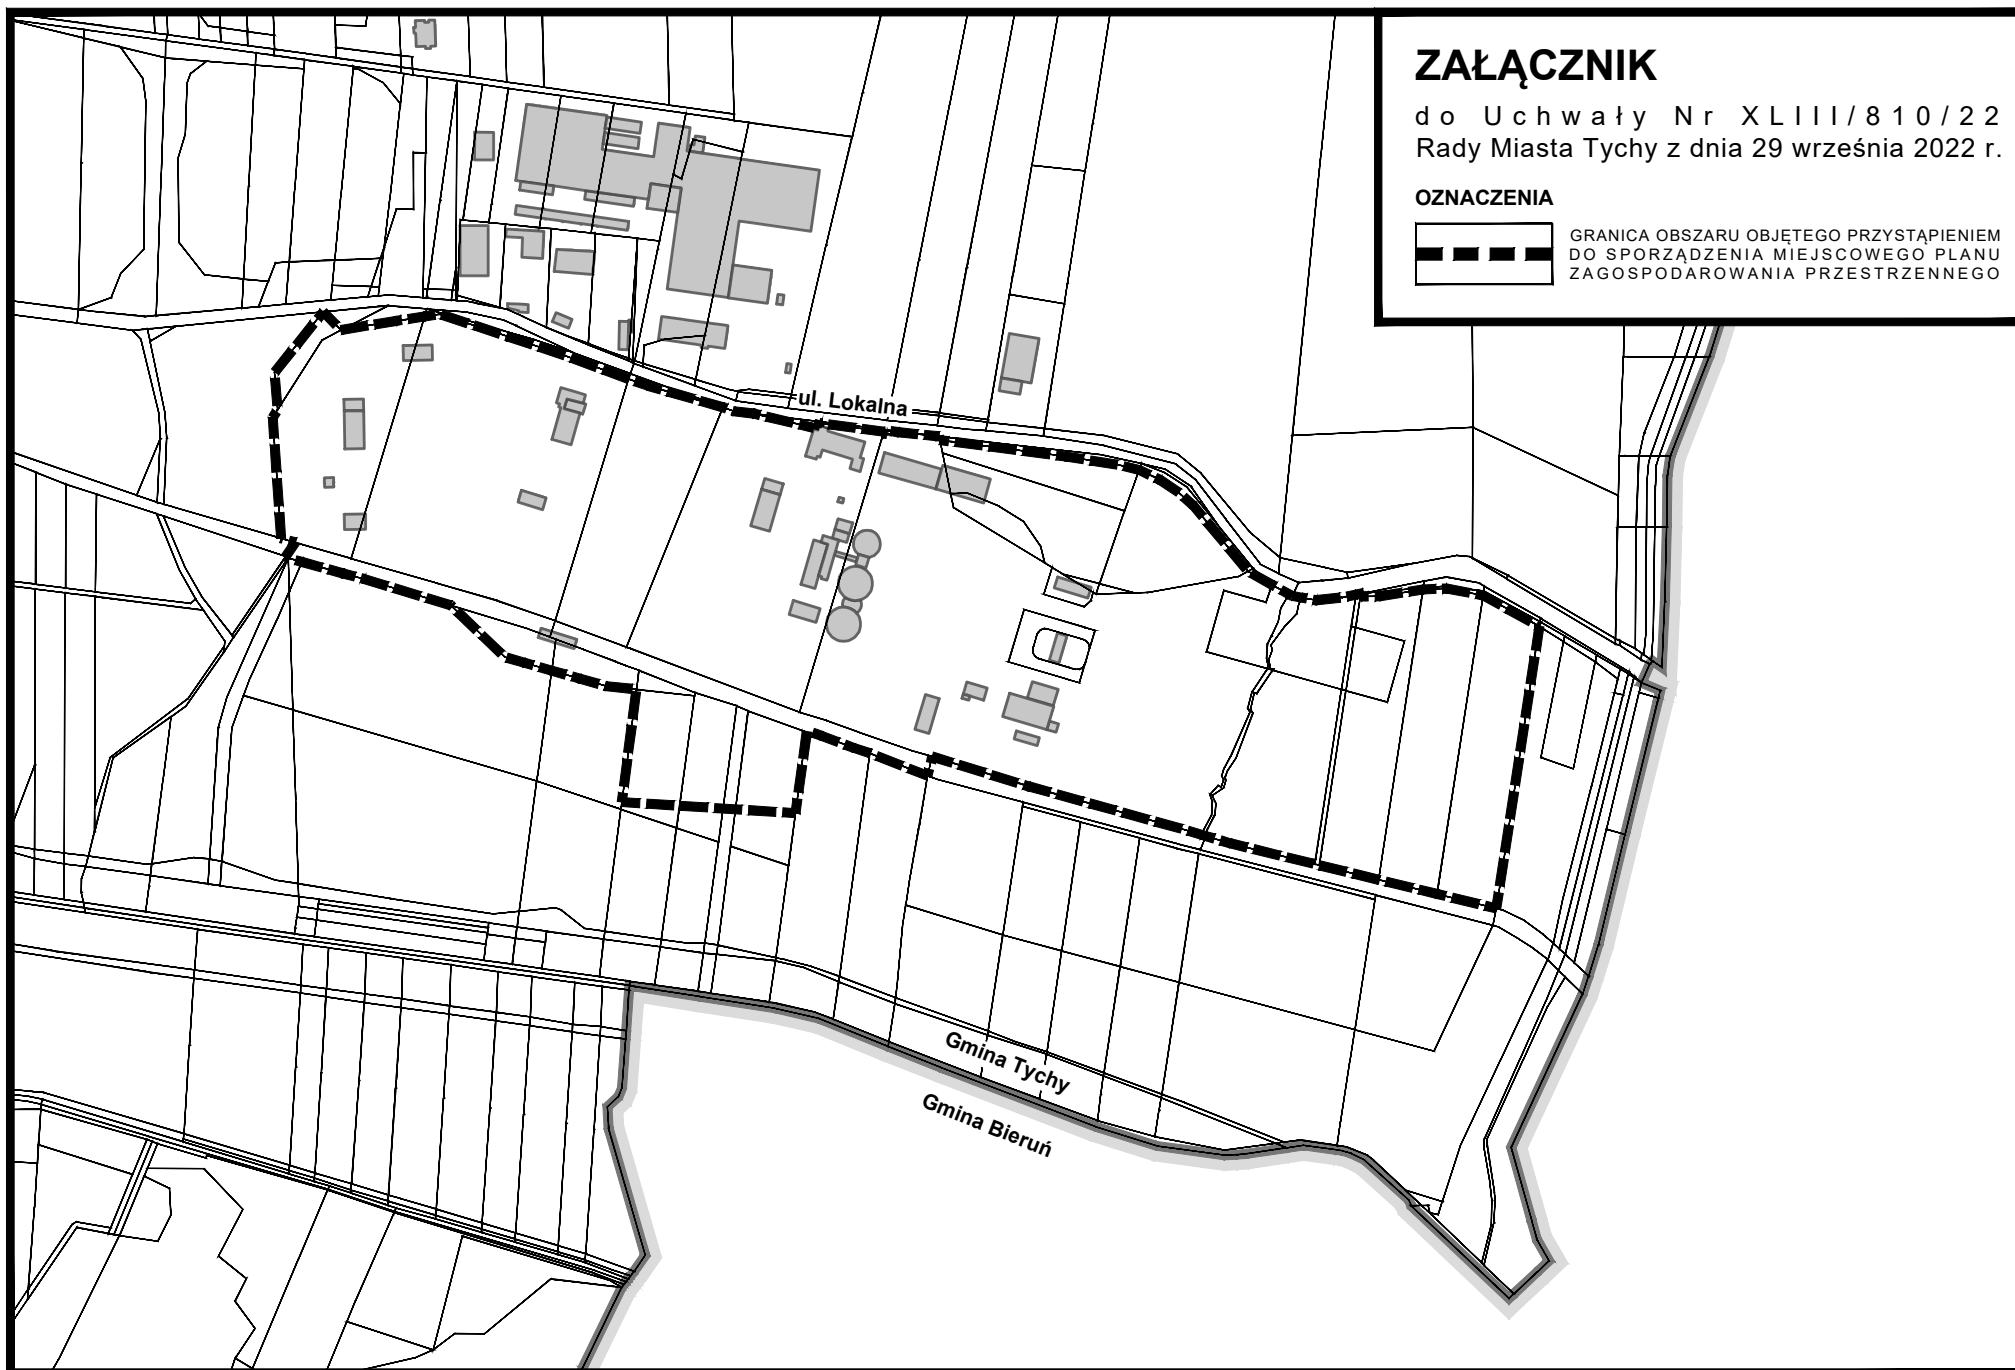 ZAŁĄCZNIK
do Uchwały Nr XLIII/810/22
Rady Miasta Tychy z dnia 29 września 2022 r.
OZNACZENIA
GRANICA OBSZARU OBJĘTEGO PRZYSTĄPIENIEM
DO SPORZĄDZENIA MIEJSCOWEGO PLANU
ZAGOSPODAROWANIA PRZESTRZENNEGO
ul. Lokalna
Gmina Tychy
Gmina Bieruń